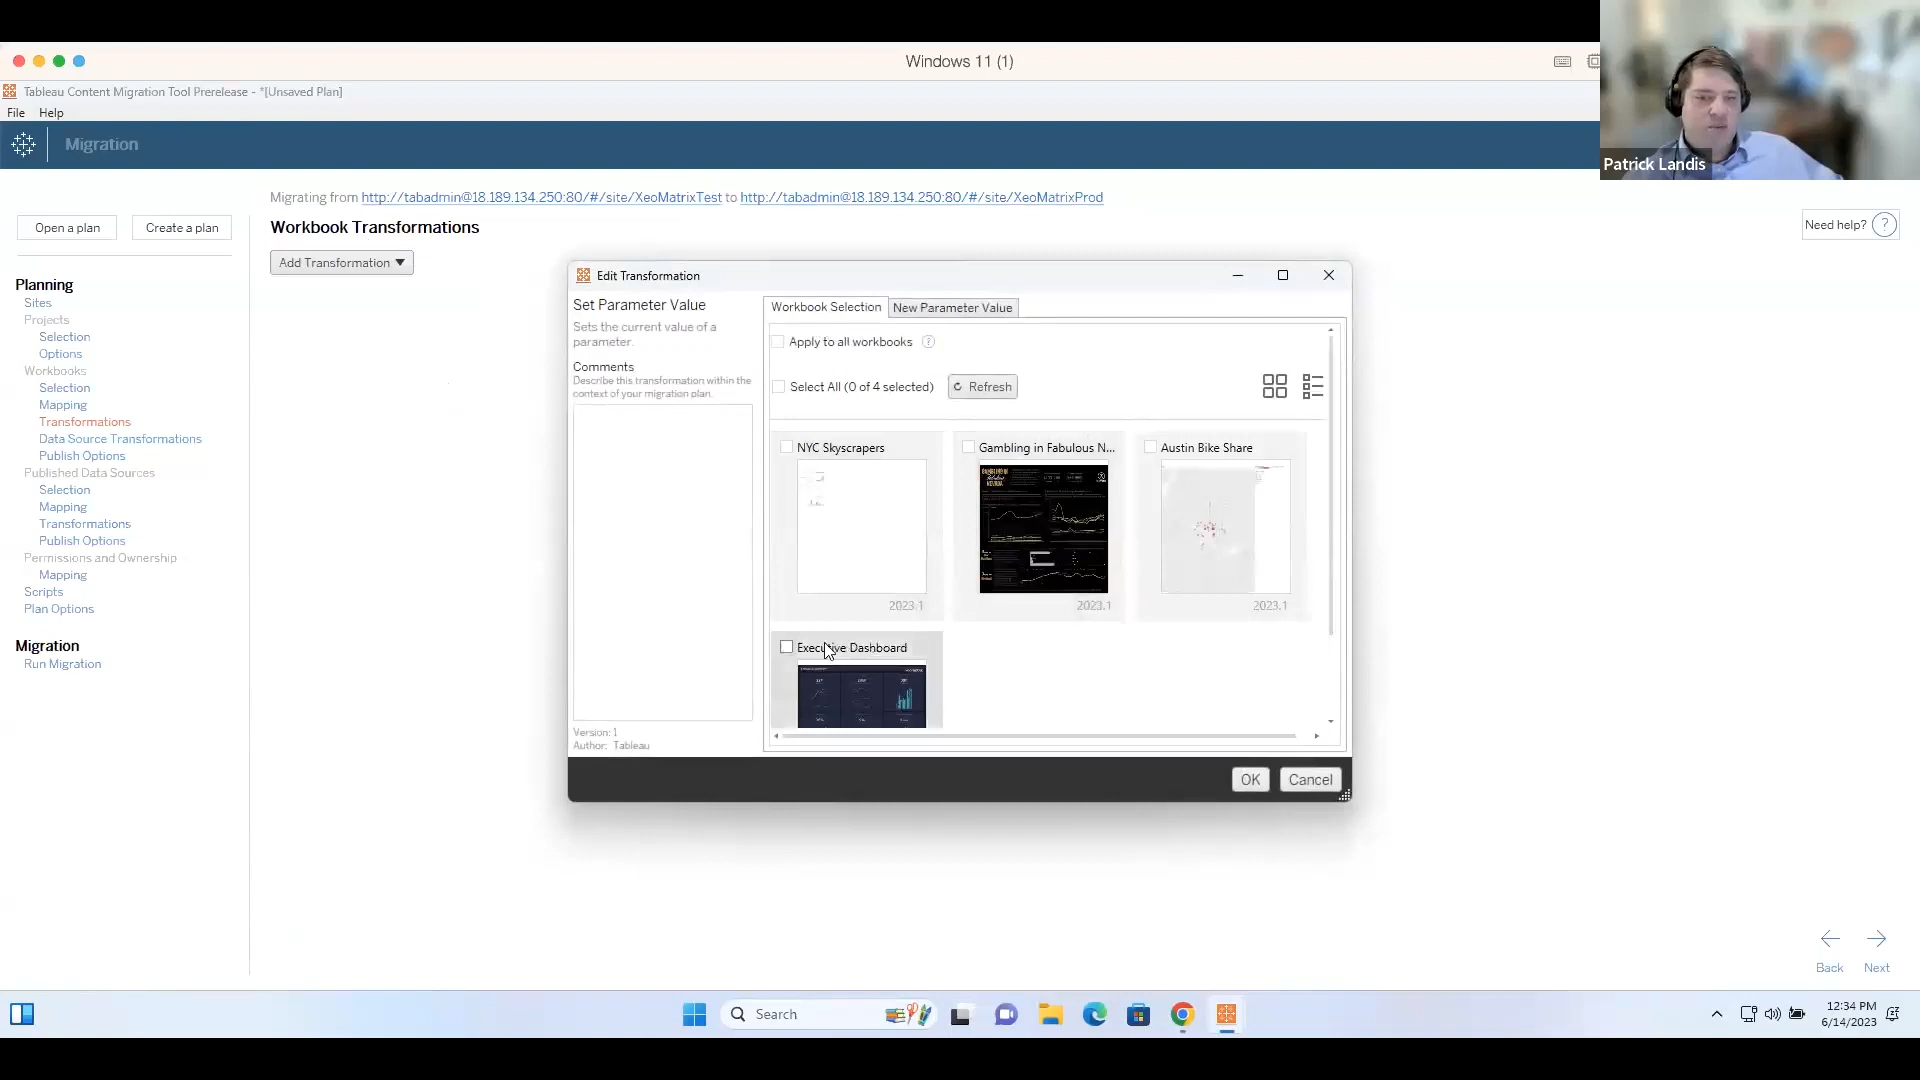 Windows 11 (1)
Tableau Content Migration Tool Prerelease - *[Unsaved Plan]
File Help
Migration
Patrick Landis
Migrating from http://tabadmin@18.189.134.250:80/#/site/XeoMatrixTest to http://tabadmin@18.189.134.250:80/#/site/XeoMatrixProd
Open a plan
Create a plan
Workbook Transformations
Need help? ?
Add Transformation
Planning
Sites
Projects
Selection
Options
Workbooks
Selection
Mapping
Transformations
Data Source Transformations
Publish Options
Published Data Sources
Selection
Mapping
Transformations
Publish Options
Permissions and Ownership
Mapping
Scripts
Plan Options
Migration
Run Migration
Edit Transformation
Set Parameter Value
Sets the current value of a
parameter.
Comments
Describe this transformation within the
context of your migration plan.
Version: 1
Author: Tableau
Workbook Selection
New Parameter Value
Apply to all workbooks ?
Select All (0 of 4 selected)
Refresh
NYC Skyscrapers
2023.1
Gambling in Fabulous N...
2023.1
Austin Bike Share
2023.1
Executive Dashboard
OK
Cancel
Back
Next
Search
12:34 PM
6/14/2023